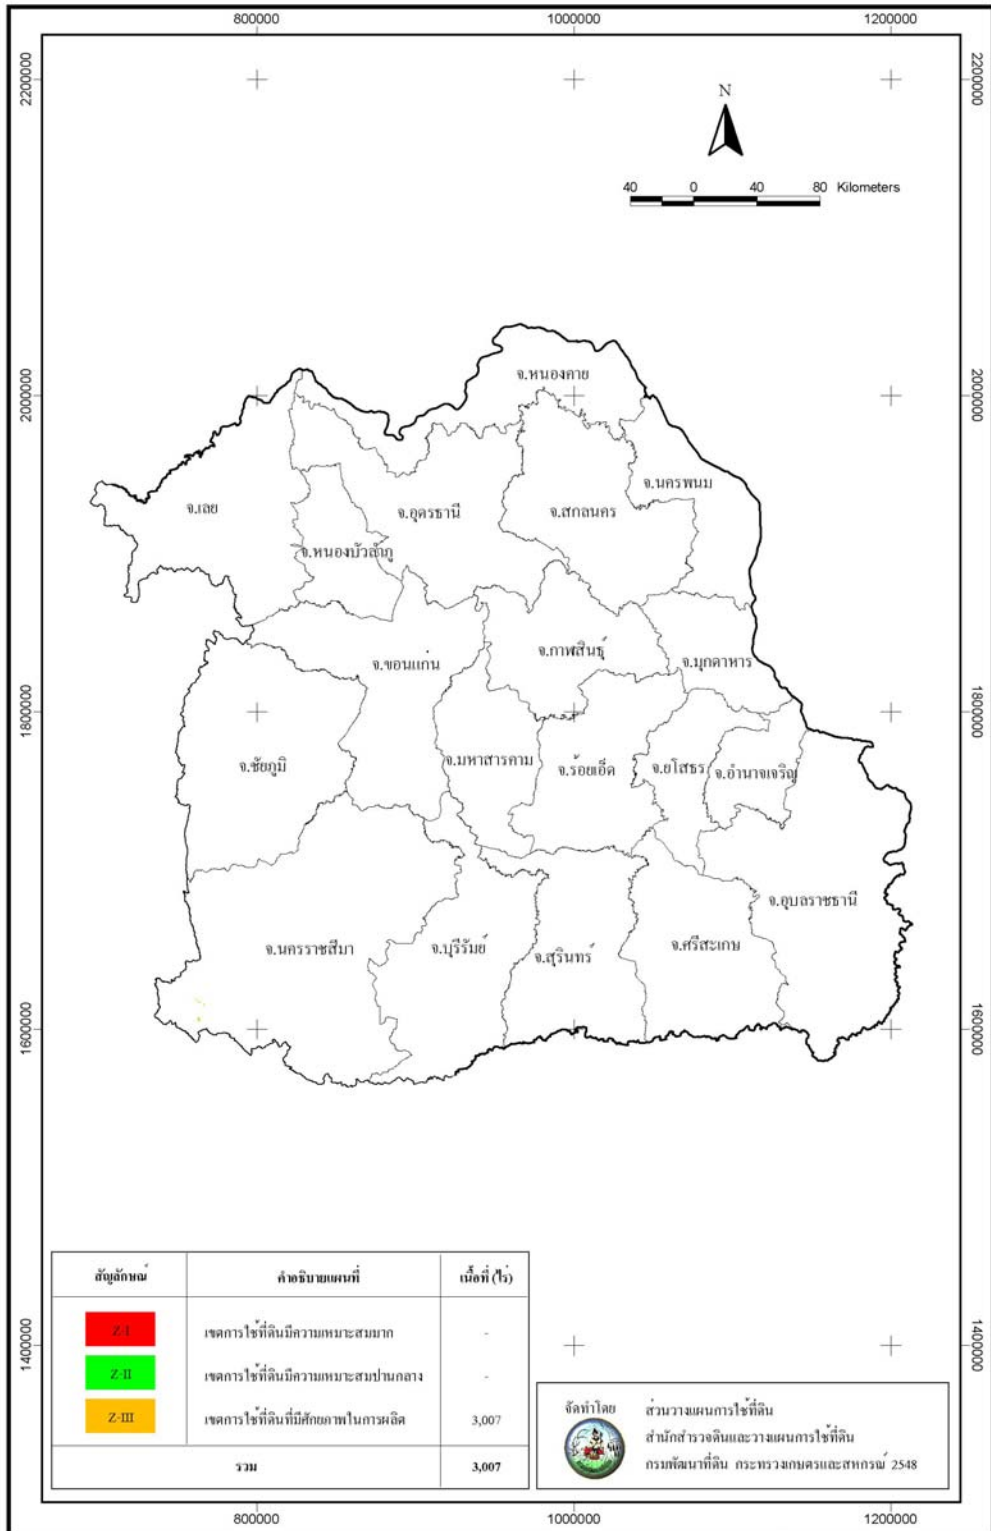 800000 1000000 1200000
2200000 2200000
N
40 0 40 80 Kilometers
จ.หนองคาย
2000000 2000000
จ.เลย
จ.นครพนม
จ.อุดรธานี
จ.สกลนคร
จ.หนองบัวลำภู
จ.ขอนแก่น
จ.กาฬสินธุ์
จ.มุกดาหาร
1800000 1800000
จ.ชัยภูมิ
จ.มหาสารคาม
จ.ร้อยเอ็ด
จ.ยโสธร
จ.อำนาจเจริญ
จ.อุบลราชธานี
จ.นครราชสีมา
จ.บุรีรัมย์
จ.สุรินทร์
จ.ศรีสะเกษ
1600000 1600000
สัญลักษณ์ คำอธิบายแผนที่ เนื้อที่ (ไร่)
Z-I เขตการใช้ที่ดินมีความเหมาะสมมาก -
Z-II เขตการใช้ที่ดินมีความเหมาะสมปานกลาง -
Z-III เขตการใช้ที่ดินที่มีศักยภาพในการผลิต 3,007
รวม 3,007
1400000 1400000
จัดทำโดย ส่วนวางแผนการใช้ที่ดิน
สำนักสำรวจดินและวางแผนการใช้ที่ดิน
กรมพัฒนาที่ดิน กระทรวงเกษตรและสหกรณ์ 2548
800000 1000000 1200000